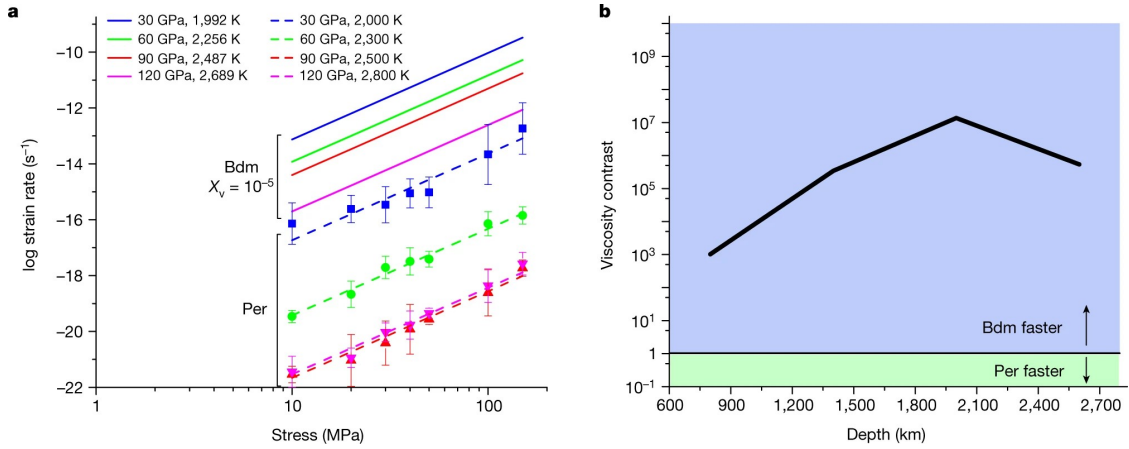 a
30 GPa, 1,992 K
30 GPa, 2,000 K
60 GPa, 2,256 K
60 GPa, 2,300 K
90 GPa, 2,487 K
90 GPa, 2,500 K
120 GPa, 2,689 K
120 GPa, 2,800 K
log strain rate (s⁻¹)
−10
−12
−14
−16
−18
−20
−22
Bdm
Xᵥ = 10⁻⁵
Per
1
10
100
Stress (MPa)
b
Viscosity contrast
10⁹
10⁷
10⁵
10³
10¹
1
10⁻¹
Bdm faster
Per faster
600
900
1,200
1,500
1,800
2,100
2,400
2,700
Depth (km)